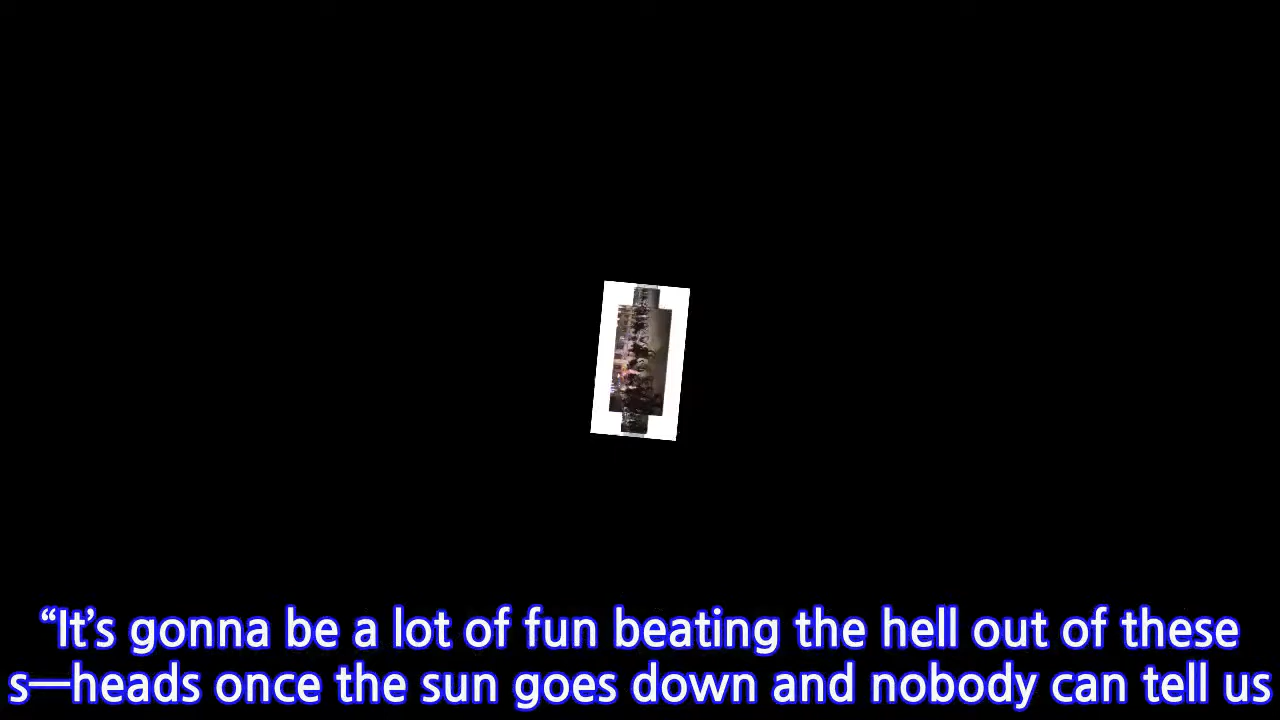 “It’s gonna be a lot of fun beating the hell out of these
s—heads once the sun goes down and nobody can tell us